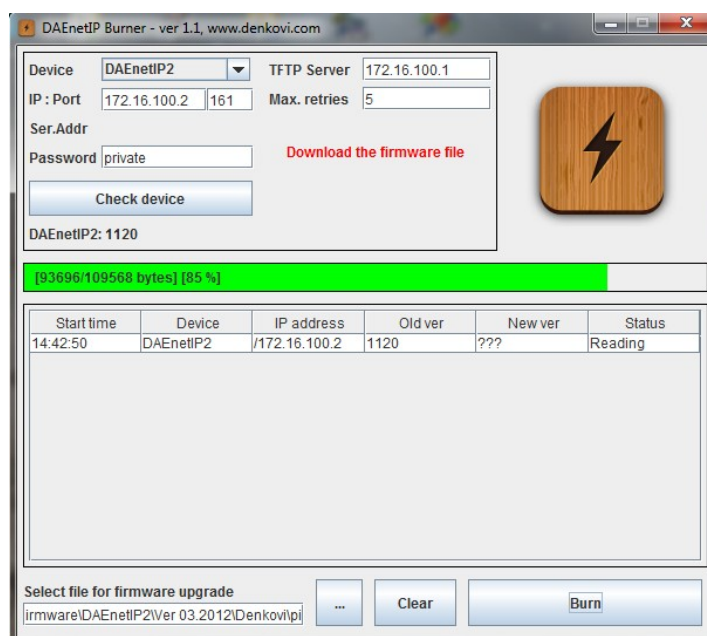 DAEnetIP Burner - ver 1.1, www.denkovi.com
Device DAEnetIP2 TFTP Server 172.16.100.1
IP : Port 172.16.100.2 161 Max. retries 5
Ser.Addr
Password private Download the firmware file
Check device
DAEnetIP2: 1120
[93696/109568 bytes] [85 %]
Start time Device IP address Old ver New ver Status
14:42:50 DAEnetIP2 /172.16.100.2 1120 ??? Reading
Select file for firmware upgrade
irmware\DAEnetIP2\Ver 03.2012\Denkovi\pi ... Clear Burn